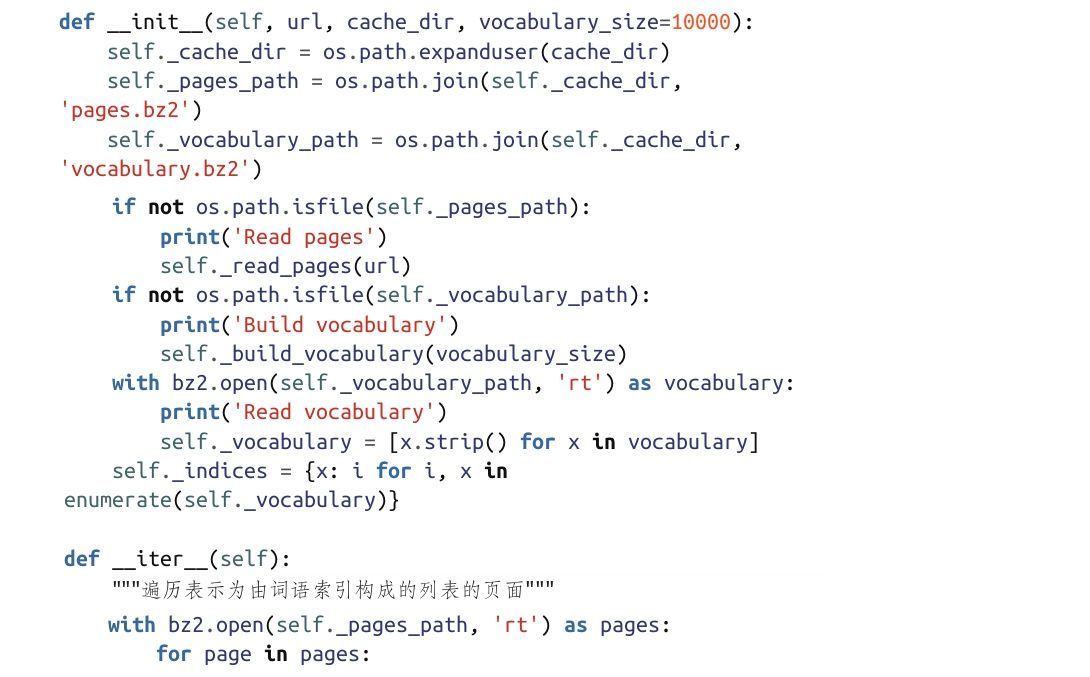 def __init__(self, url, cache_dir, vocabulary_size=10000):
    self._cache_dir = os.path.expanduser(cache_dir)
    self._pages_path = os.path.join(self._cache_dir,
'pages.bz2')
    self._vocabulary_path = os.path.join(self._cache_dir,
'vocabulary.bz2')
    if not os.path.isfile(self._pages_path):
        print('Read pages')
        self._read_pages(url)
    if not os.path.isfile(self._vocabulary_path):
        print('Build vocabulary')
        self._build_vocabulary(vocabulary_size)
    with bz2.open(self._vocabulary_path, 'rt') as vocabulary:
        print('Read vocabulary')
        self._vocabulary = [x.strip() for x in vocabulary]
    self._indices = {x: i for i, x in
enumerate(self._vocabulary)}
def __iter__(self):
    """遍历表示为由词语索引构成的列表的页面"""
    with bz2.open(self._pages_path, 'rt') as pages:
        for page in pages: